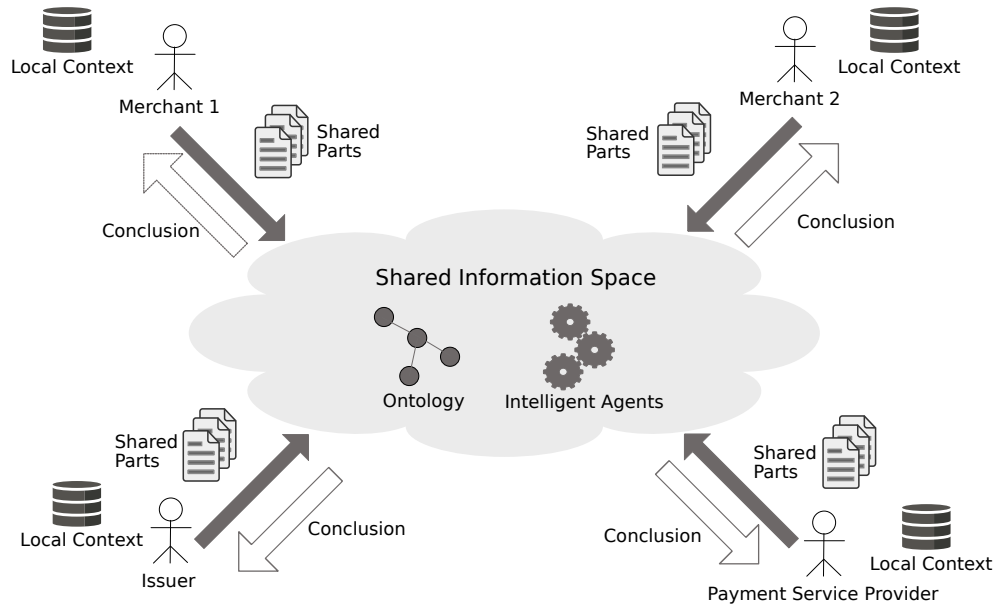 Local Context
Merchant 1
Shared
Parts
Conclusion
Merchant 2
Local Context
Shared
Parts
Conclusion
Shared Information Space
Ontology
Intelligent Agents
Shared
Parts
Local Context
Issuer
Conclusion
Shared
Parts
Conclusion
Local Context
Payment Service Provider